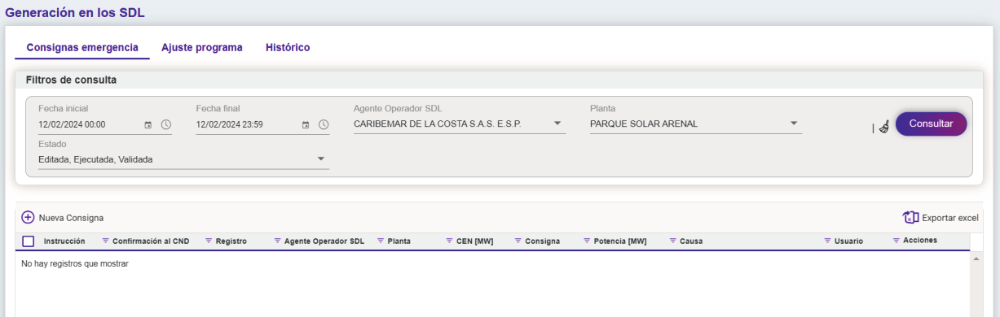 Generación en los SDL
Consignas emergencia Ajuste programa Histórico
Filtros de consulta
Fecha inicial Fecha final Agente Operador SDL Planta
12/02/2024 00:00 12/02/2024 23:59 CARIBEMAR DE LA COSTA S.A.S. E.S.P. PARQUE SOLAR ARENAL Consultar
Estado
Editada, Ejecutada, Validada
Nueva Consigna Exportar excel
Instrucción Confirmación al CND Registro Agente Operador SDL Planta CEN [MW] Consigna Potencia [MW] Causa Usuario Acciones
No hay registros que mostrar